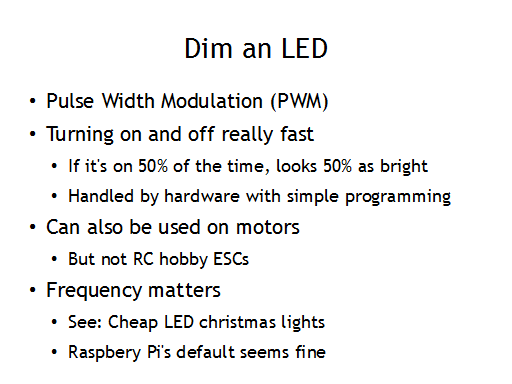 Dim an LED
• Pulse Width Modulation (PWM)
• Turning on and off really fast
• If it's on 50% of the time, looks 50% as bright
• Handled by hardware with simple programming
• Can also be used on motors
• But not RC hobby ESCs
• Frequency matters
• See: Cheap LED christmas lights
• Raspbery Pi's default seems fine